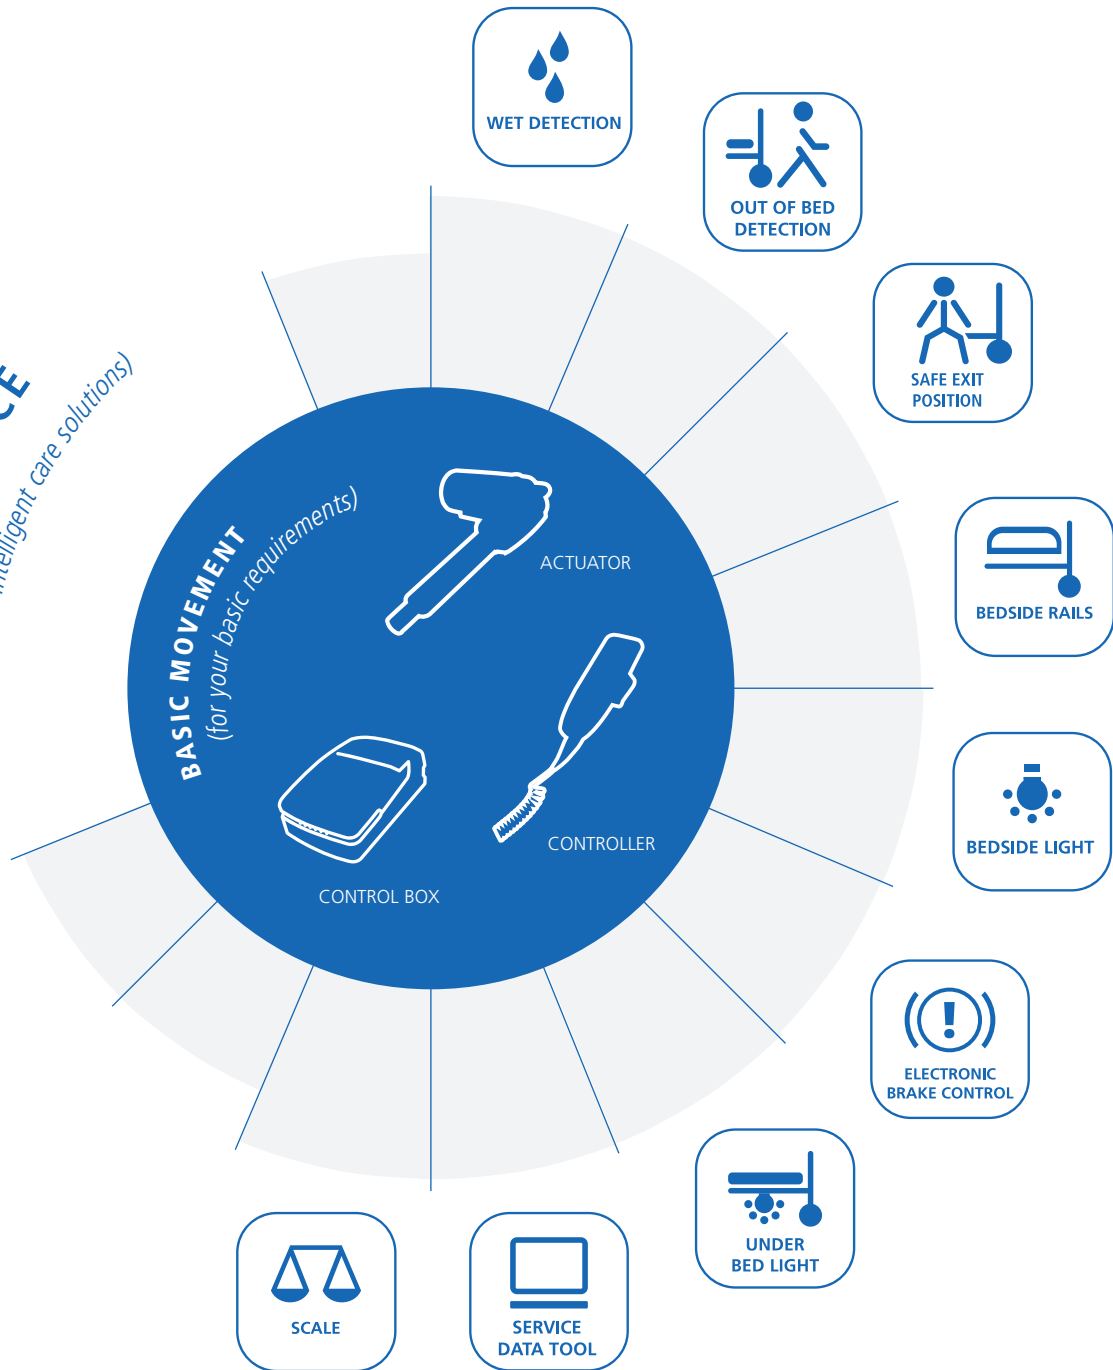 WET DETECTION
OUT OF BED
DETECTION
SAFE EXIT
POSITION
BEDSIDE RAILS
BEDSIDE LIGHT
ELECTRONIC
BRAKE CONTROL
UNDER
BED LIGHT
SERVICE
DATA TOOL
SCALE
intelligent care solutions)
BASIC MOVEMENT
(for your basic requirements)
ACTUATOR
CONTROLLER
CONTROL BOX